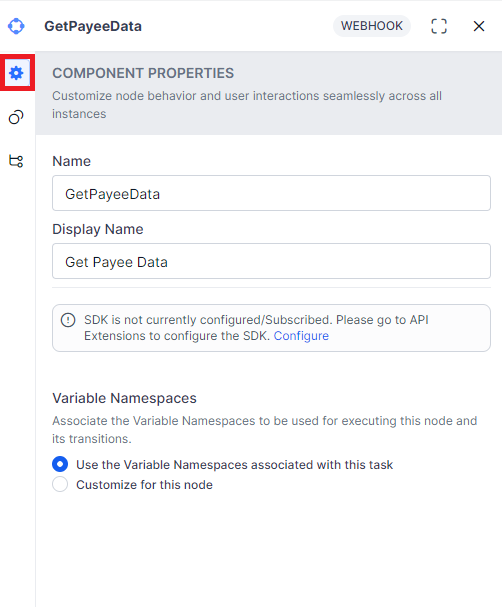 GetPayeeData
WEBHOOK
COMPONENT PROPERTIES
Customize node behavior and user interactions seamlessly across all
instances
Name
GetPayeeData
Display Name
Get Payee Data
SDK is not currently configured/Subscribed. Please go to API
Extensions to configure the SDK. Configure
Variable Namespaces
Associate the Variable Namespaces to be used for executing this node and
its transitions.
Use the Variable Namespaces associated with this task
Customize for this node